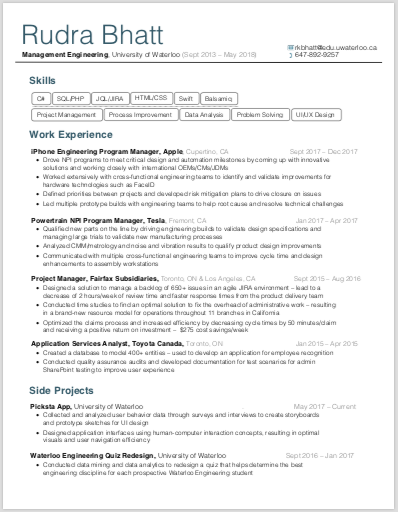 Rudra Bhatt
Management Engineering, University of Waterloo (Sept 2013 – May 2018)
rkbhatt@edu.uwaterloo.ca
647-892-9257
Skills
C# SQL/PHP JQL/JIRA HTML/CSS Swift Balsamiq
Project Management Process Improvement Data Analysis Problem Solving UI/UX Design
Work Experience
iPhone Engineering Program Manager, Apple, Cupertino, CA Sept 2017 – Dec 2017
• Drove NPI programs to meet critical design and automation milestones by coming up with innovative
solutions and working closely with international OEMs/CMs/JDMs
• Worked extensively with cross-functional engineering teams to identify and validate improvements for
hardware technologies such as FaceID
• Defined priorities between projects and developed risk mitigation plans to drive closure on issues
• Led multiple prototype builds with engineering teams to help root cause and resolve technical challenges
Powertrain NPI Program Manager, Tesla, Fremont, CA Jan 2017 – Apr 2017
• Qualified new parts on the line by driving engineering builds to validate design specifications and
managing large trials to validate new manufacturing processes
• Analyzed CMM/metrology and noise and vibration results to qualify product design improvements
• Communicated with multiple cross-functional engineering teams to improve cycle time and design
enhancements to assembly workstations
Project Manager, Fairfax Subsidiaries, Toronto, ON & Los Angeles, CA Sept 2015 – Aug 2016
• Designed a solution to manage a backlog of 650+ issues in an agile JIRA environment – lead to a
decrease of 2 hours/week of review time and faster response times from the product delivery team
• Conducted time studies to find an optimal solution to fix the overhead of administrative work – resulting
in a brand-new resource model for operations throughout 11 branches in California
• Optimized the claims process and increased efficiency by decreasing cycle times by 50 minutes/claim
and receiving a positive return on investment – $275 cost savings/week
Application Services Analyst, Toyota Canada, Toronto, ON Jan 2015 – Apr 2015
• Created a database to model 400+ entities – used to develop an application for employee recognition
• Conducted quality assurance audits and developed documentation for test scenarios for admin
SharePoint testing to improve user experience.
Side Projects
Picksta App, University of Waterloo May 2017 – Current
• Collected and analyzed user behavior data through surveys and interviews to create storyboards
and prototype sketches for UI design
• Designed application interfaces using human-computer interaction concepts, resulting in optimal
visuals and user navigation efficiency
Waterloo Engineering Quiz Redesign, University of Waterloo Sept 2016 – Jan 2017
• Conducted data mining and data analytics to redesign a quiz that helps determine the best
engineering discipline for each prospective Waterloo Engineering student